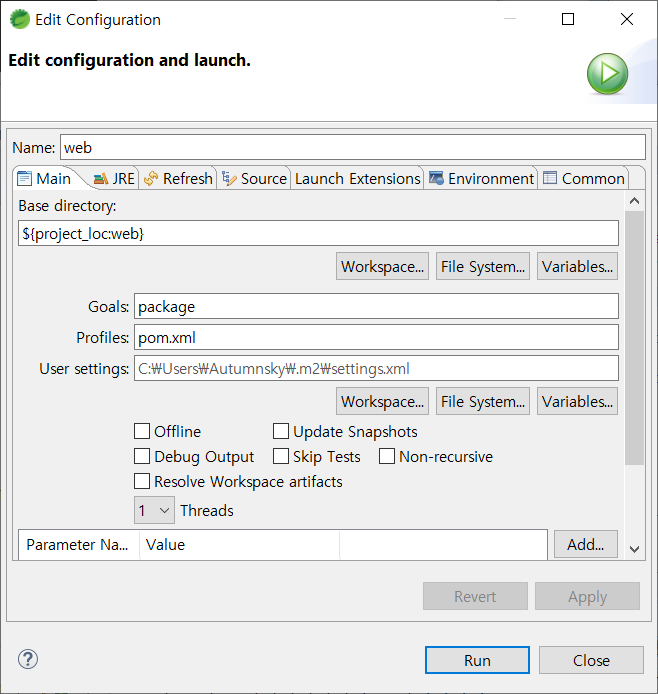 Edit Configuration
Edit configuration and launch.
Name: web
Main JRE Refresh Source Launch Extensions Environment Common
Base directory:
${project_loc:web}
Workspace... File System... Variables...
Goals: package
Profiles: pom.xml
User settings: C:₩Users₩Autumnsky₩.m2₩settings.xml
Workspace... File System... Variables...
Offline Update Snapshots
Debug Output Skip Tests Non-recursive
Resolve Workspace artifacts
1 Threads
Parameter Na... Value Add...
Revert Apply
? Run Close